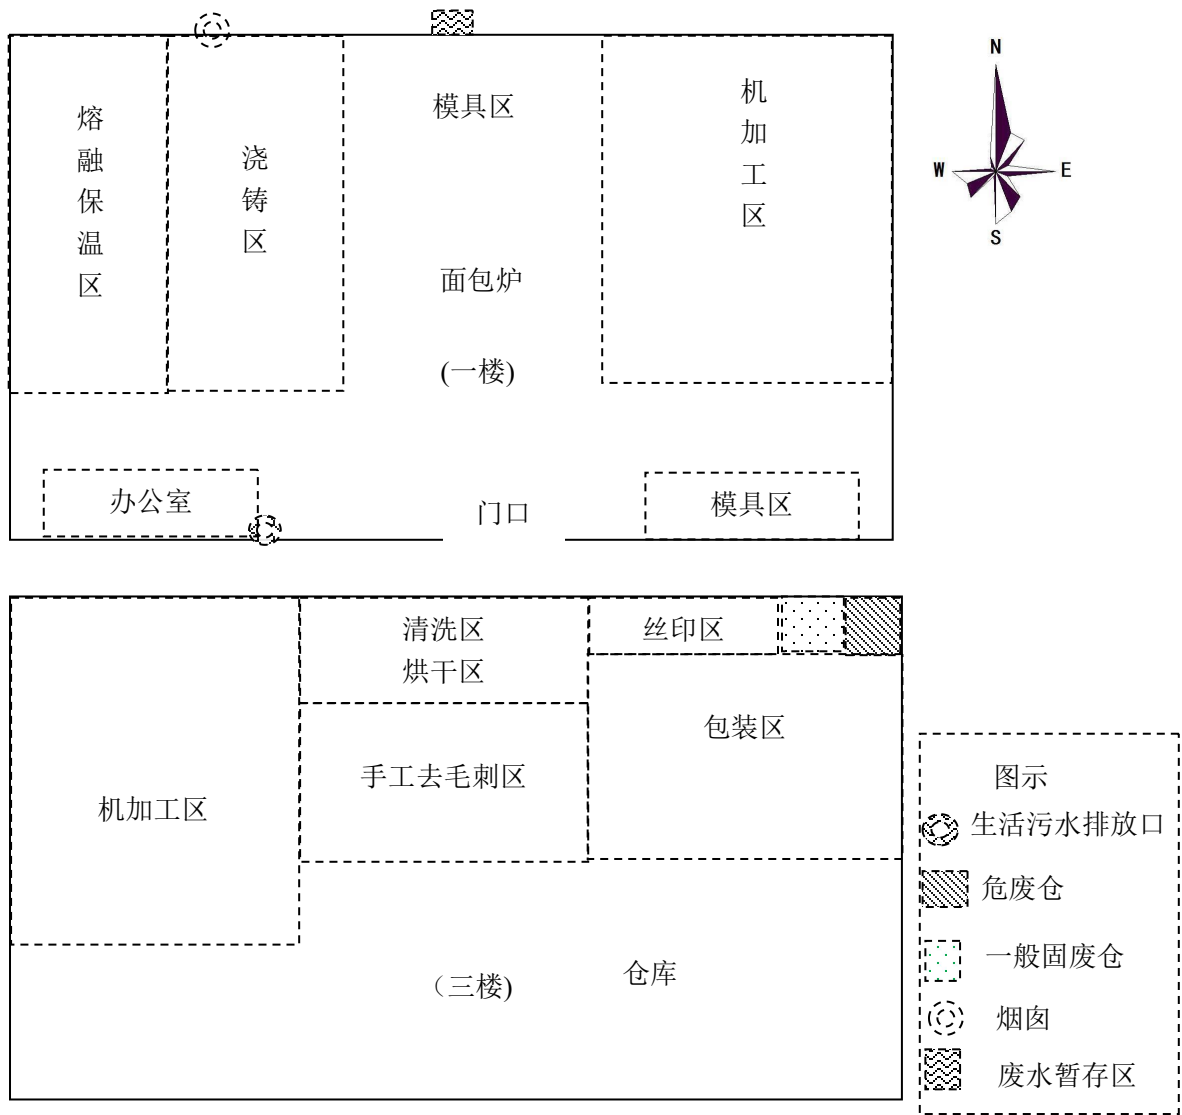 熔融保温区
浇铸区
模具区
面包炉
(一楼)
机加工区
N
W
E
S
办公室
门口
模具区
清洗区
烘干区
丝印区
包装区
手工去毛刺区
机加工区
(三楼)
仓库
图示
生活污水排放口
危废仓
一般固废仓
烟囱
废水暂存区